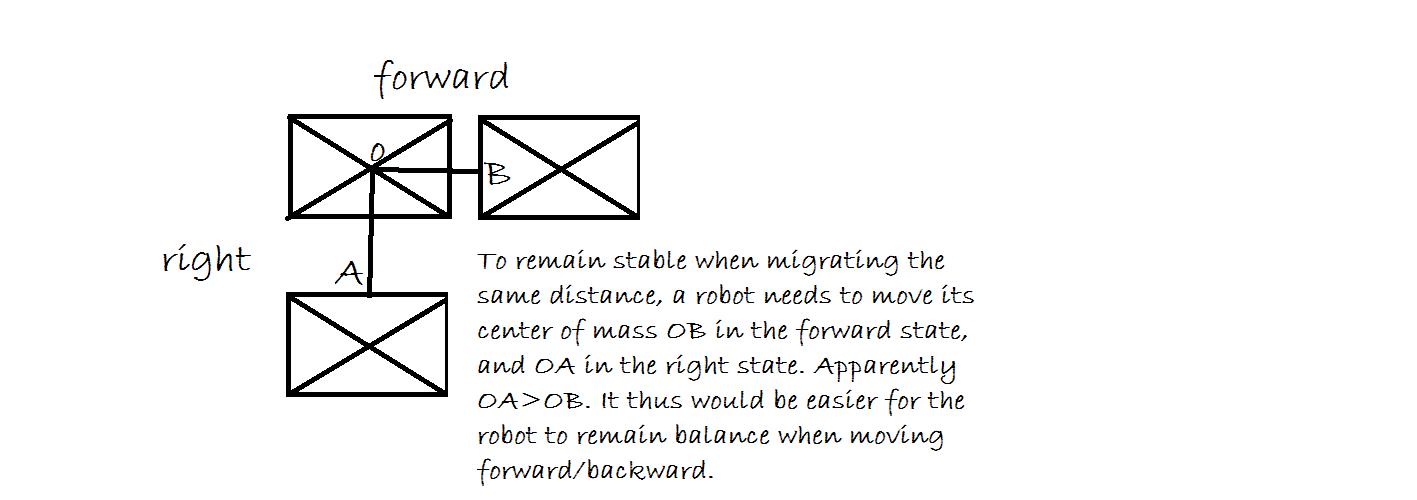 forward
O
B
right
A
To remain stable when migrating the
same distance, a robot needs to move its
center of mass OB in the forward state,
and OA in the right state. Apparently
OA>OB. It thus would be easier for the
robot to remain balance when moving
forward/backward.